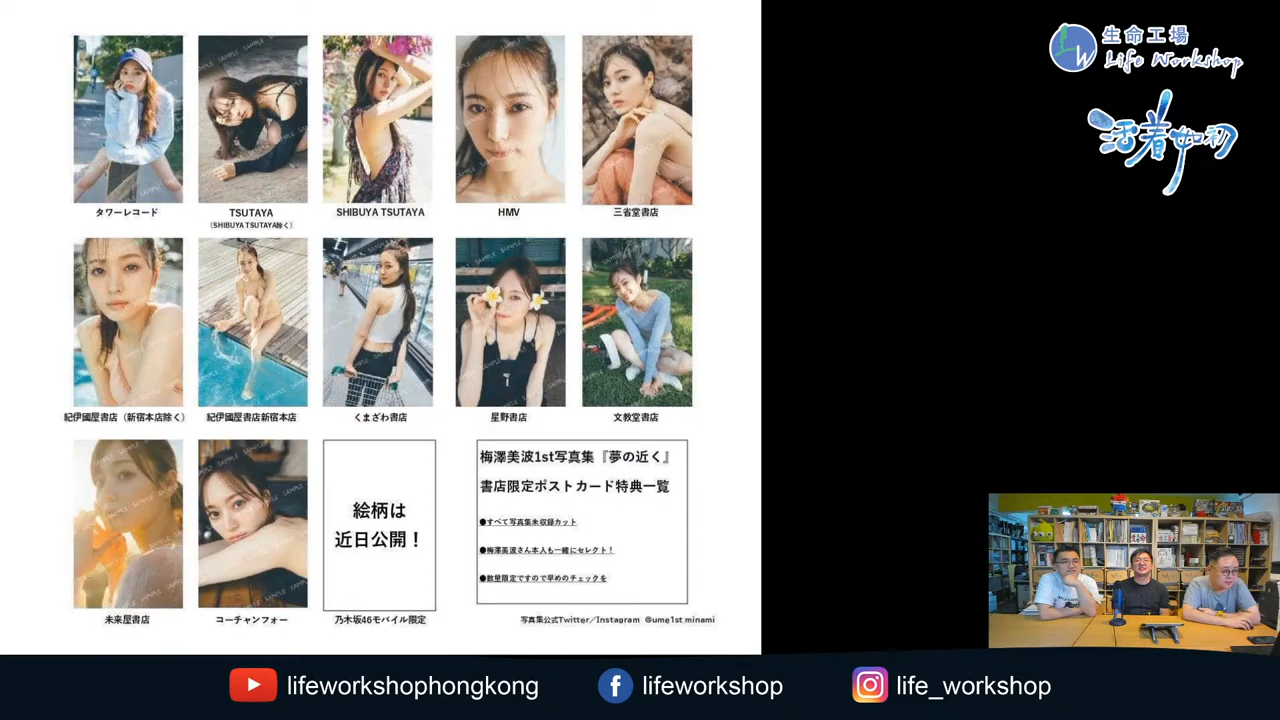 生命工場
Life Workshop
活着如初
タワーレコード
TSUTAYA
（SHIBUYA TSUTAYA除く）
SHIBUYA TSUTAYA
HMV
三省堂書店
紀伊國屋書店（新宿本店除く）
紀伊國屋書店新宿本店
くまざわ書店
星野書店
文教堂書店
未来屋書店
コーチャンフォー
絵柄は
近日公開！
乃木坂46モバイル限定
梅澤美波1st写真集『夢の近く』
書店限定ポストカード特典一覧
●すべて写真集未収録カット
●梅澤美波さん本人も一緒にセレクト！
●数量限定ですので早めのチェックを
写真集公式Twitter／Instagram @ume1st_minami
lifeworkshophongkong
lifeworkshop
life_workshop